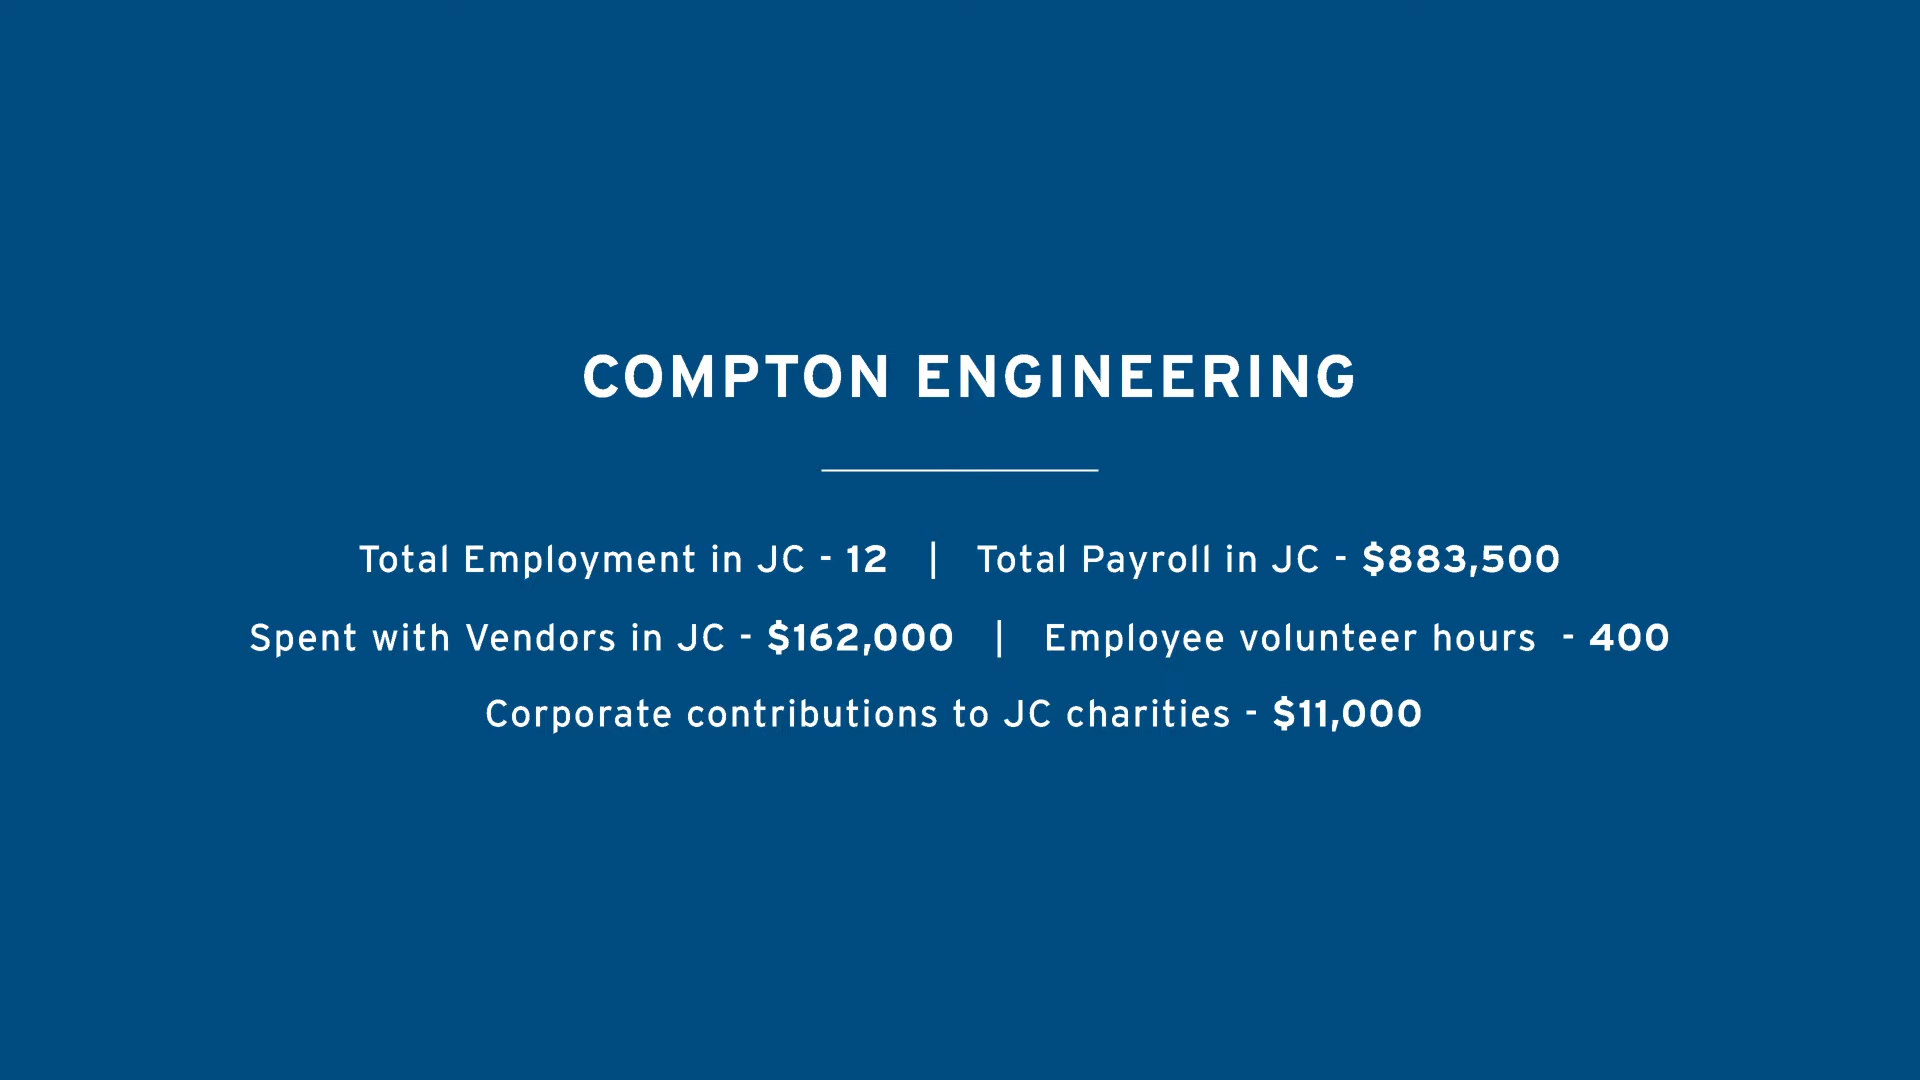 COMPTON ENGINEERING
Total Employment in JC - 12 | Total Payroll in JC - $883,500
Spent with Vendors in JC - $162,000 | Employee volunteer hours - 400
Corporate contributions to JC charities - $11,000